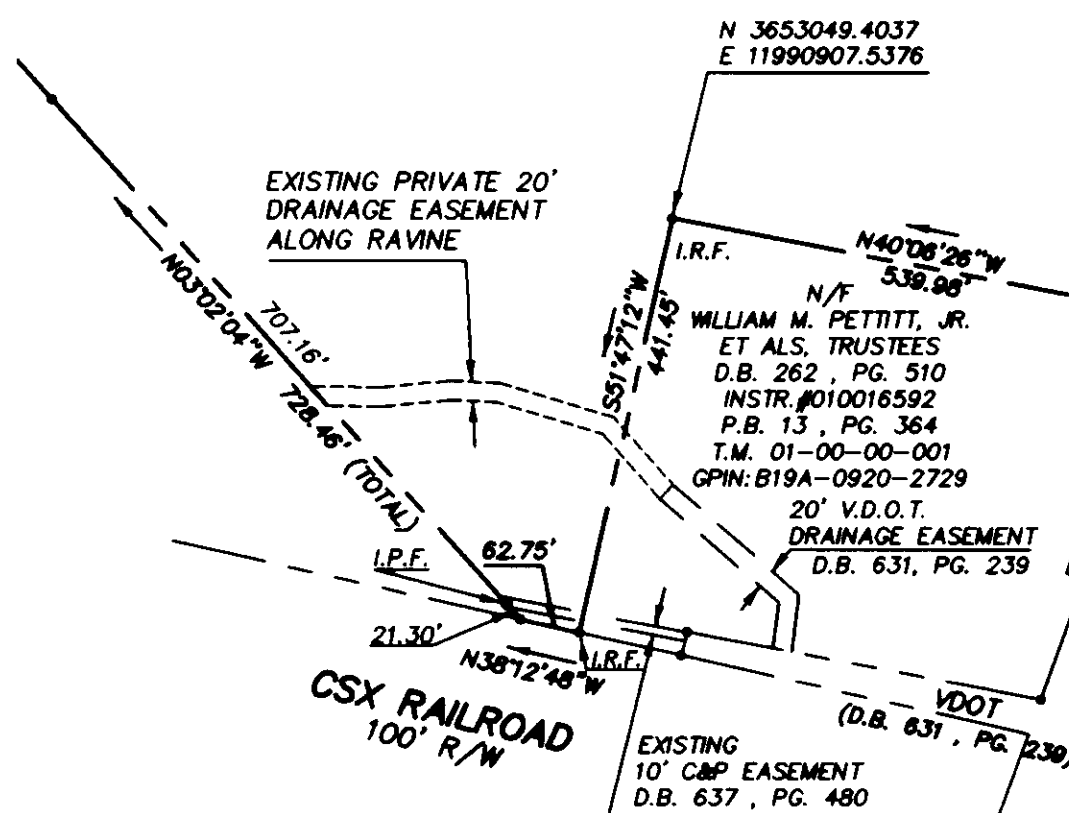 N 3653049.4037
E 11990907.5376
EXISTING PRIVATE 20'
DRAINAGE EASEMENT
ALONG RAVINE
I.R.F.
N40°06'26"W
539.98'
N03°02'04"W
707.16'
728.46' (TOTAL)
S51°47'12"W
441.45'
N/F
WILLIAM M. PETTITT, JR.
ET ALS, TRUSTEES
D.B. 262 , PG. 510
INSTR.#010016592
P.B. 13 , PG. 364
T.M. 01-00-00-001
GPIN: B19A-0920-2729
20' V.D.O.T.
DRAINAGE EASEMENT
D.B. 631, PG. 239
I.P.F.
62.75'
21.30'
N38°12'48"W
I.R.F.
CSX RAILROAD
100' R/W
VDOT
(D.B. 631 , PG. 239)
EXISTING
10' C&P EASEMENT
D.B. 637 , PG. 480